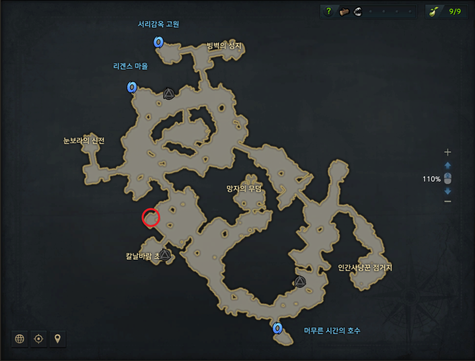 서리감옥 고원
? 9/9
빙벽의 성지
리겐스 마을
눈보라의 신전
망자의 무덤
110%
칼날바람 초
인간사냥꾼 점거지
머무른 시간의 호수